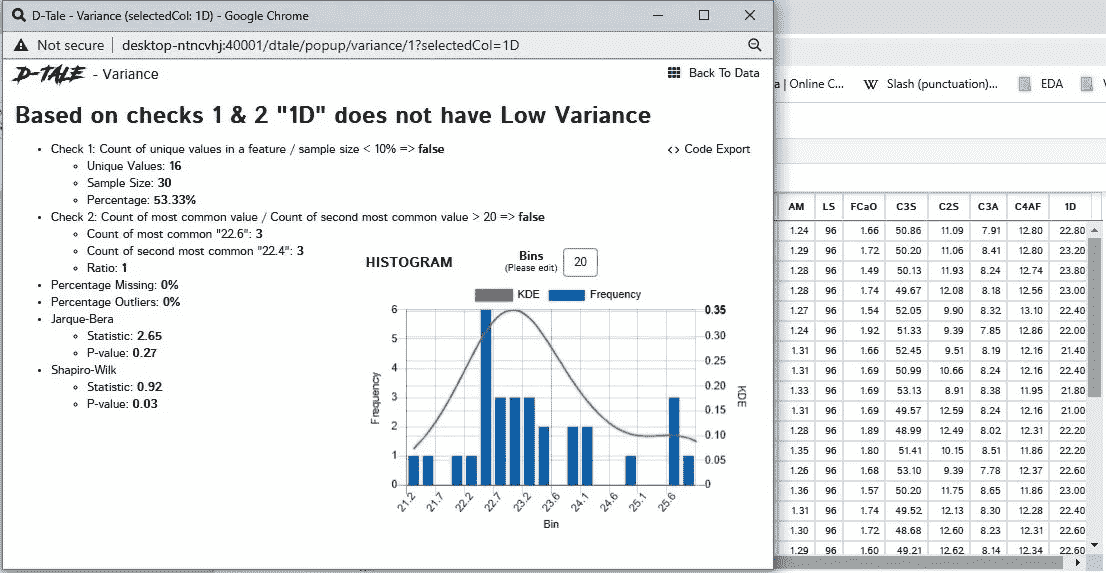 D-Tale - Variance (selectedCol: 1D) - Google Chrome
Not secure | desktop-ntncvhj:40001/dtale/popup/variance/1?selectedCol=1D
D-TALE - Variance
Back To Data
a | Online C...
W Slash (punctuation)...
EDA
Based on checks 1 & 2 "1D" does not have Low Variance
Check 1: Count of unique values in a feature / sample size < 10% => false
Unique Values: 16
Sample Size: 30
Percentage: 53.33%
Check 2: Count of most common value / Count of second most common value > 20 => false
Count of most common "22.6": 3
Count of second most common "22.4": 3
Ratio: 1
Percentage Missing: 0%
Percentage Outliers: 0%
Jarque-Bera
Statistic: 2.65
P-value: 0.27
Shapiro-Wilk
Statistic: 0.92
P-value: 0.03
<> Code Export
HISTOGRAM
Bins
(Please edit)
20
KDE
Frequency
Frequency
6
5
4
3
2
1
0
0.35
0.30
0.25
0.20
0.15
0.10
0.05
0
KDE
21.2 21.7 22.2 22.7 23.2 23.6 24.1 24.6 25.1 25.6
Bin
AM LS FCaO C3S C2S C3A C4AF 1D
1.24 96 1.66 50.86 11.09 7.91 12.80 22.80
1.29 96 1.72 50.20 11.06 8.41 12.80 23.20
1.28 96 1.49 50.13 11.93 8.24 12.74 23.80
1.28 96 1.74 49.67 12.08 8.18 12.56 23.00
1.27 96 1.54 52.05 9.90 8.32 13.10 22.40
1.24 96 1.92 51.33 9.39 7.85 12.86 22.00
1.31 96 1.66 52.45 9.51 8.19 12.16 21.40
1.31 96 1.69 50.99 10.66 8.24 12.16 22.40
1.33 96 1.69 53.13 8.91 8.38 11.95 21.80
1.31 96 1.69 49.57 12.59 8.24 12.16 21.00
1.28 96 1.89 48.99 12.49 8.02 12.31 22.20
1.35 96 1.80 51.41 10.15 8.51 11.86 22.20
1.26 96 1.68 53.10 9.39 7.78 12.37 22.60
1.36 96 1.57 50.20 11.75 8.65 11.86 23.00
1.31 96 1.74 49.52 12.13 8.30 12.28 22.40
1.30 96 1.72 48.68 12.60 8.23 12.31 22.60
1.29 96 1.60 49.21 12.62 8.14 12.34 22.60